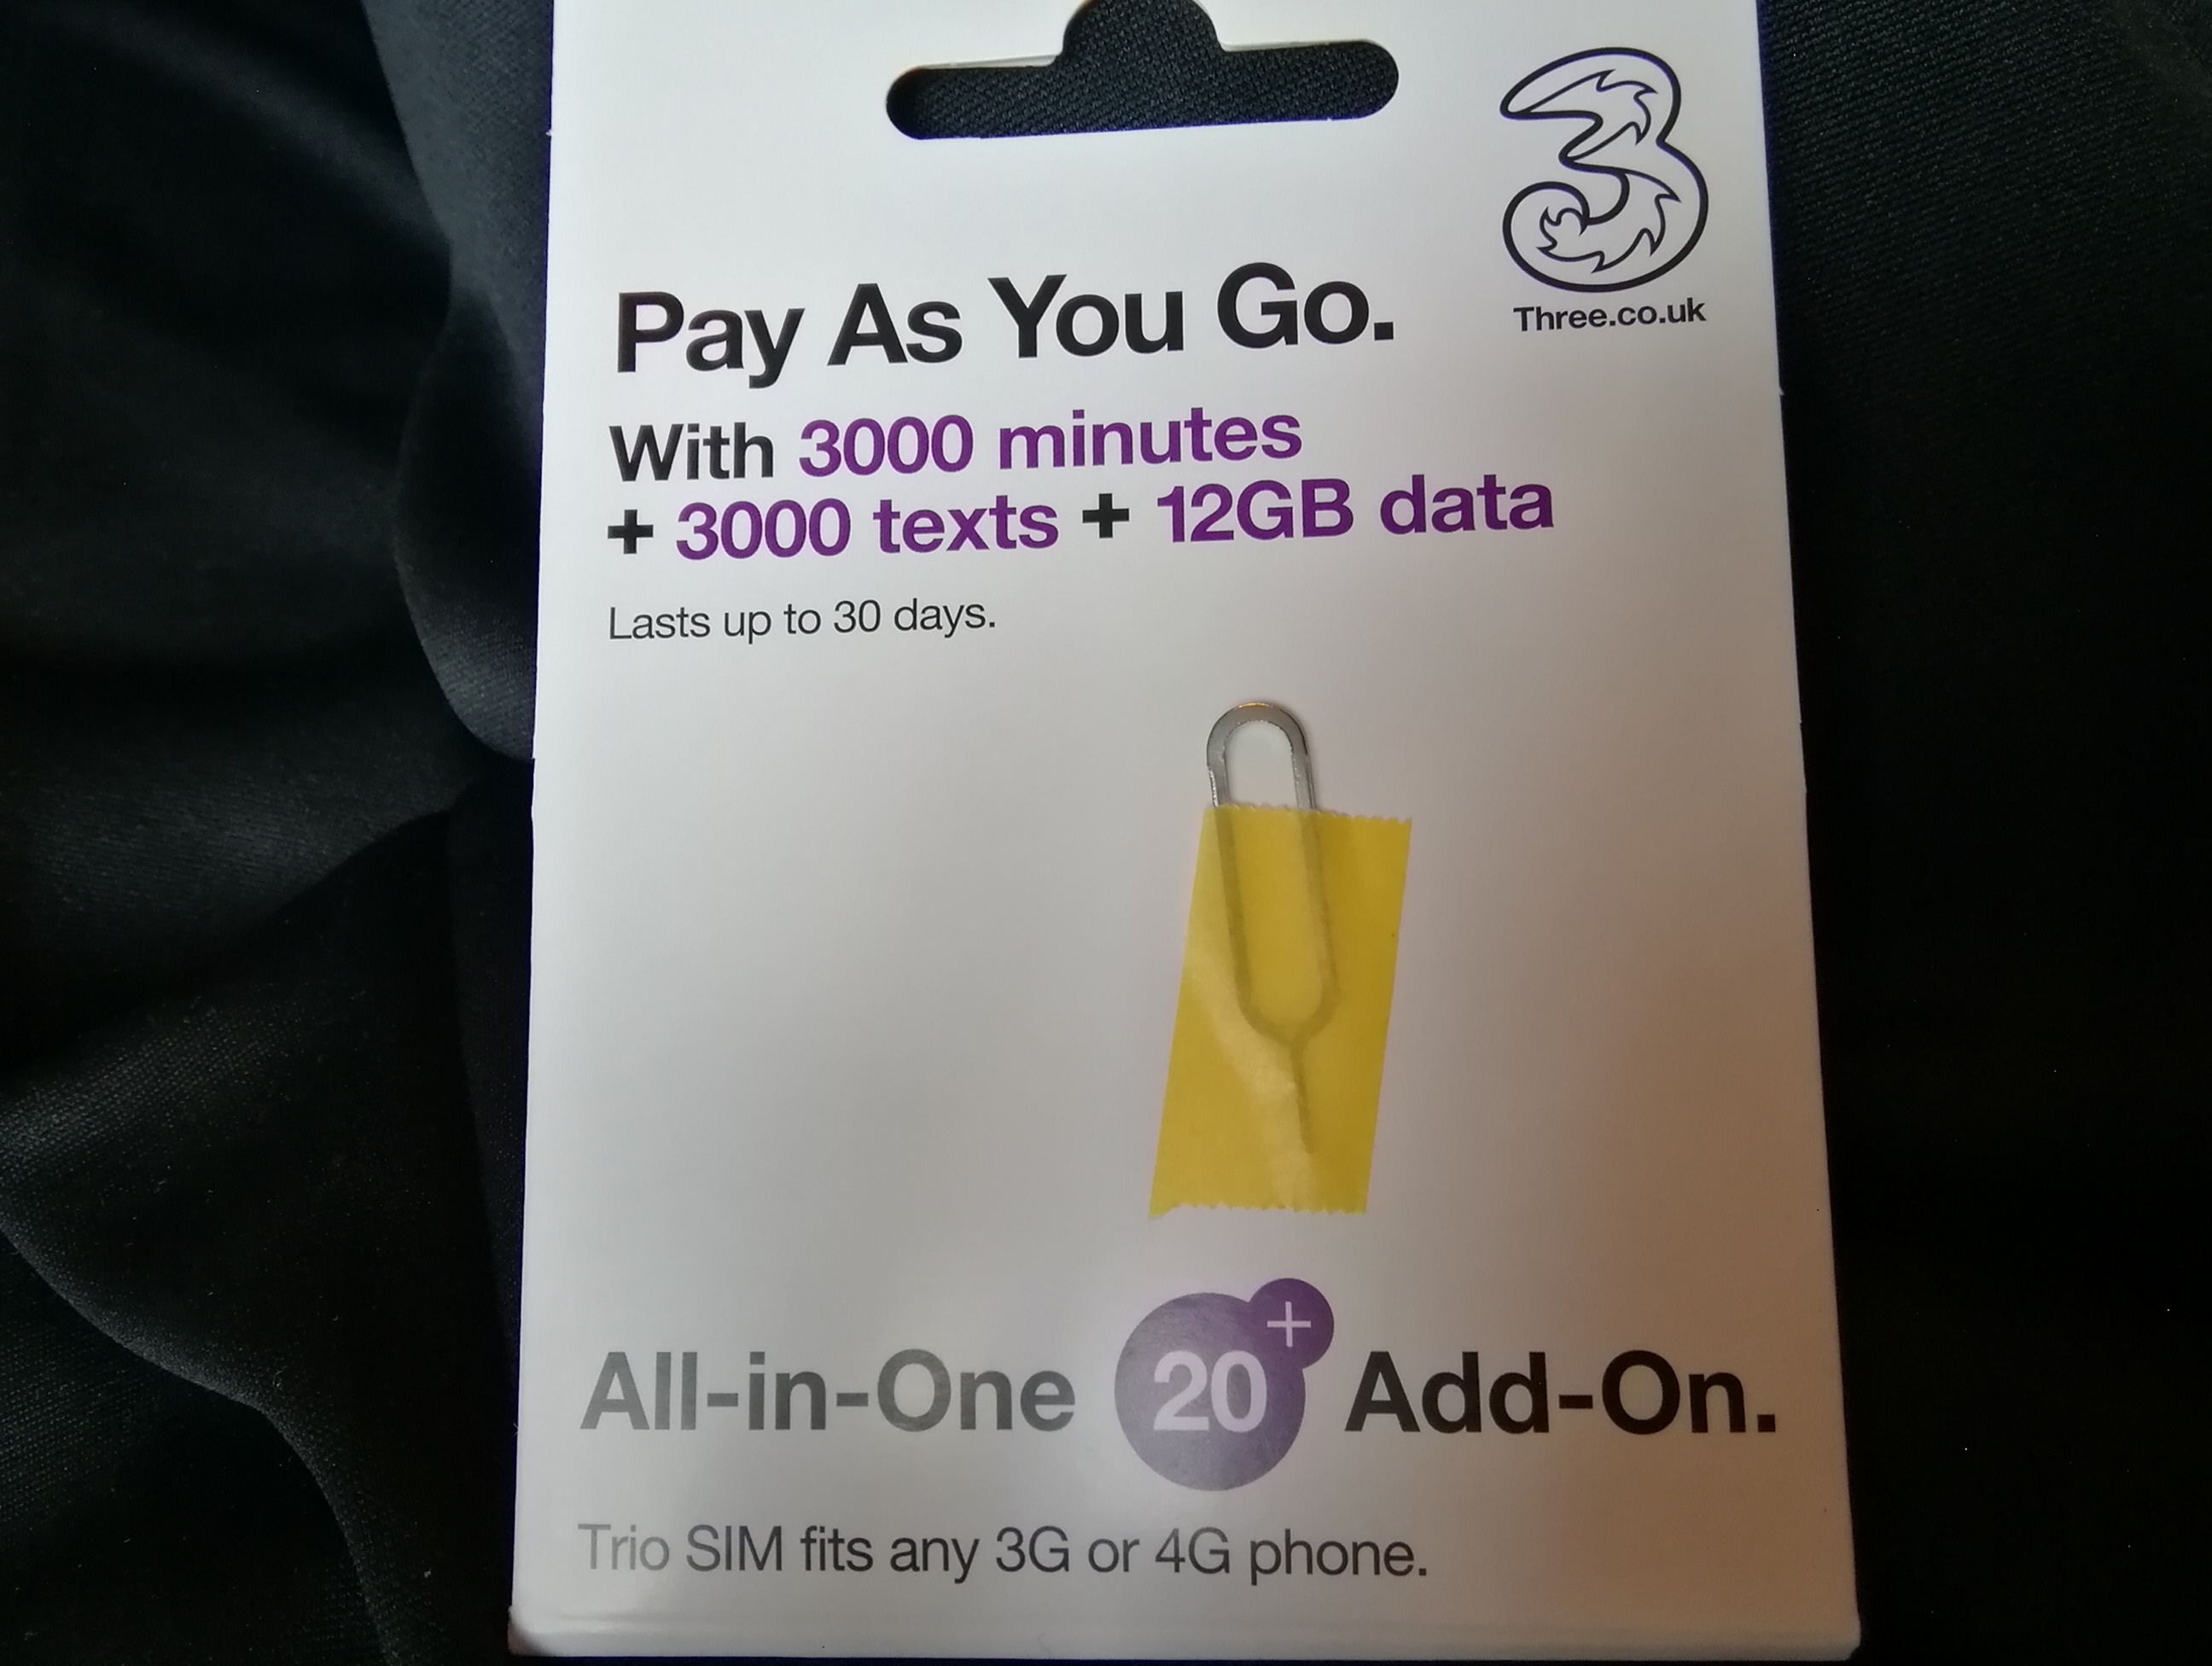 3
Three.co.uk
Pay As You Go.
With 3000 minutes
+ 3000 texts + 12GB data
Lasts up to 30 days.
All-in-One 20+ Add-On.
Trio SIM fits any 3G or 4G phone.